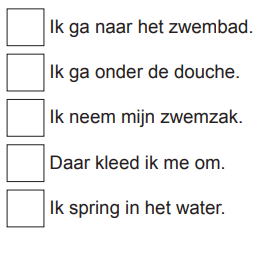 Ik ga naar het zwembad.
Ik ga onder de douche.
Ik neem mijn zwemzak.
Daar kleed ik me om.
Ik spring in het water.